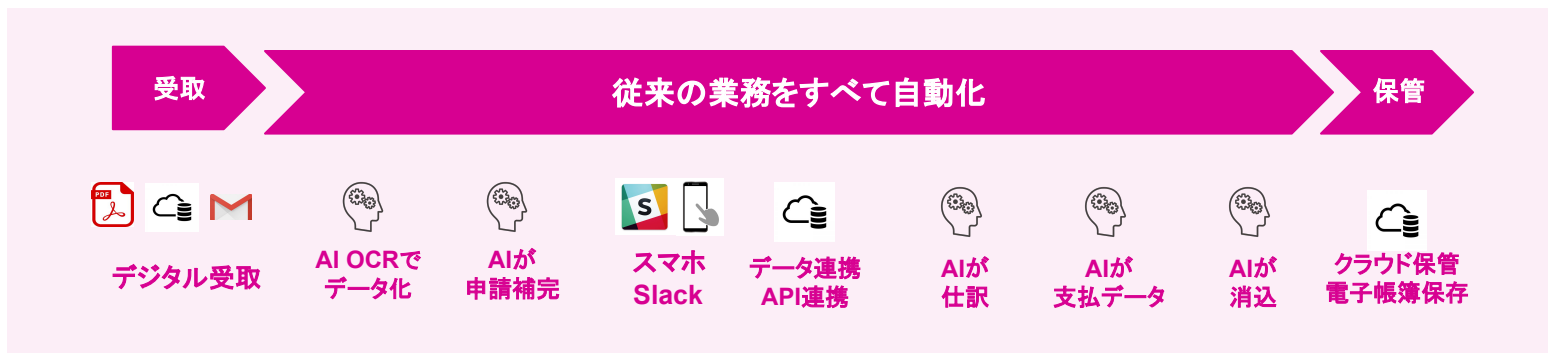 受取
従来の業務をすべて自動化
保管
PDF
S
デジタル受取
AI OCRで
データ化
AIが
申請補完
スマホ
Slack
データ連携
API連携
AIが
仕訳
AIが
支払データ
AIが
消込
クラウド保管
電子帳簿保存